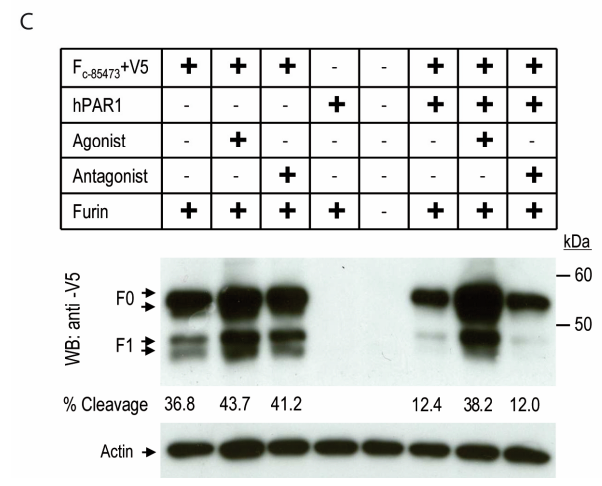 C
Fc-85473+V5 + + + - - + + +
hPAR1 - - - + - + + +
Agonist - + - - - - + -
Antagonist - - + - - - - +
Furin + + + + - + + +
kDa
WB: anti -V5
F0
F1
60
50
% Cleavage 36.8 43.7 41.2 12.4 38.2 12.0
Actin